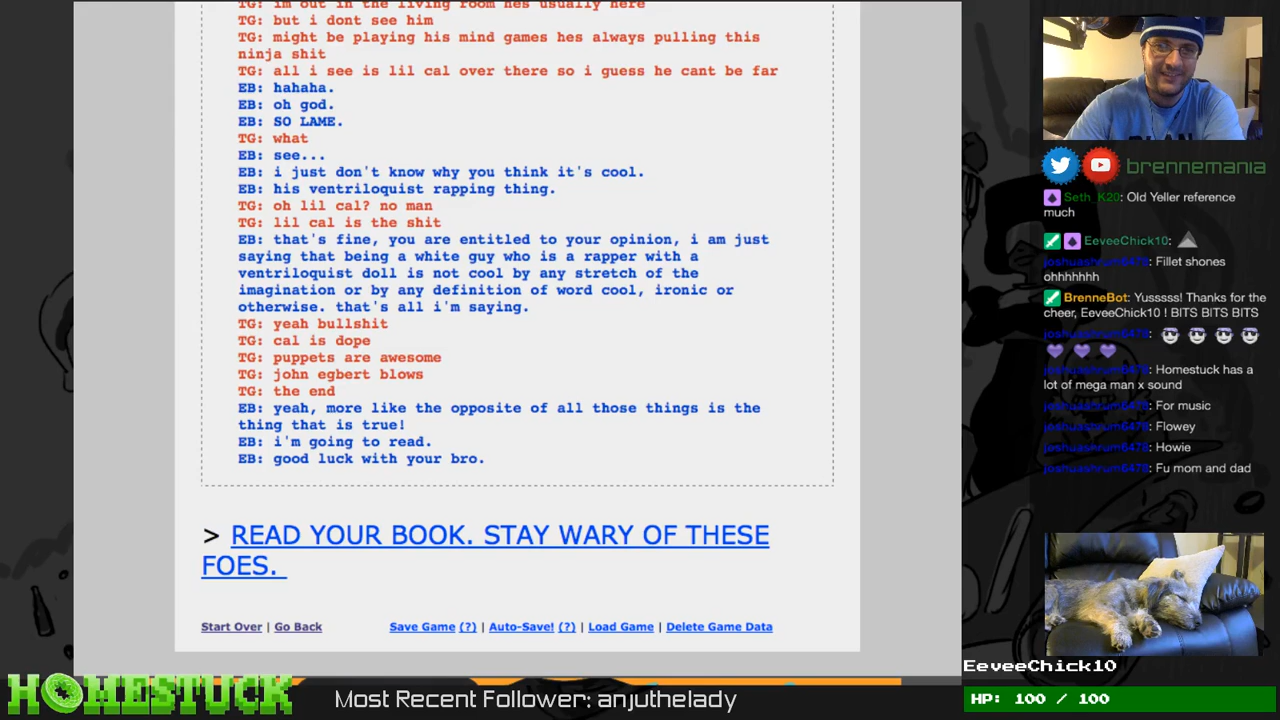 TG: im out in the living room hes usually here
TG: but i dont see him
TG: might be playing his mind games hes always pulling this
ninja shit
TG: all i see is lil cal over there so i guess he cant be far
EB: hahaha.
EB: oh god.
EB: SO LAME.
TG: what
EB: see...
EB: i just don't know why you think it's cool.
EB: his ventriloquist rapping thing.
TG: oh lil cal? no man
TG: lil cal is the shit
EB: that's fine, you are entitled to your opinion, i am just
saying that being a white guy who is a rapper with a
ventriloquist doll is not cool by any stretch of the
imagination or by any definition of word cool, ironic or
otherwise. that's all i'm saying.
TG: yeah bullshit
TG: cal is dope
TG: puppets are awesome
TG: john egbert blows
TG: the end
EB: yeah, more like the opposite of all those things is the
thing that is true!
EB: i'm going to read.
EB: good luck with your bro.
> READ YOUR BOOK. STAY WARY OF THESE
FOES.
Start Over | Go Back Save Game (?) | Auto-Save! (?) | Load Game | Delete Game Data
HOMESTUCK
Most Recent Follower: anjuthelady
brennemania
Seth_K20: Old Yeller reference
much
EeveeChick10:
joshuashrum6478: Fillet shones
ohhhhhh
BrenneBot: Yusssss! Thanks for the
cheer, EeveeChick10 ! BITS BITS BITS
joshuashrum6478:
joshuashrum6478: Homestuck has a
lot of mega man x sound
joshuashrum6478: For music
joshuashrum6478: Flowey
joshuashrum6478: Howie
joshuashrum6478: Fu mom and dad
EeveeChick10
HP: 100 / 100